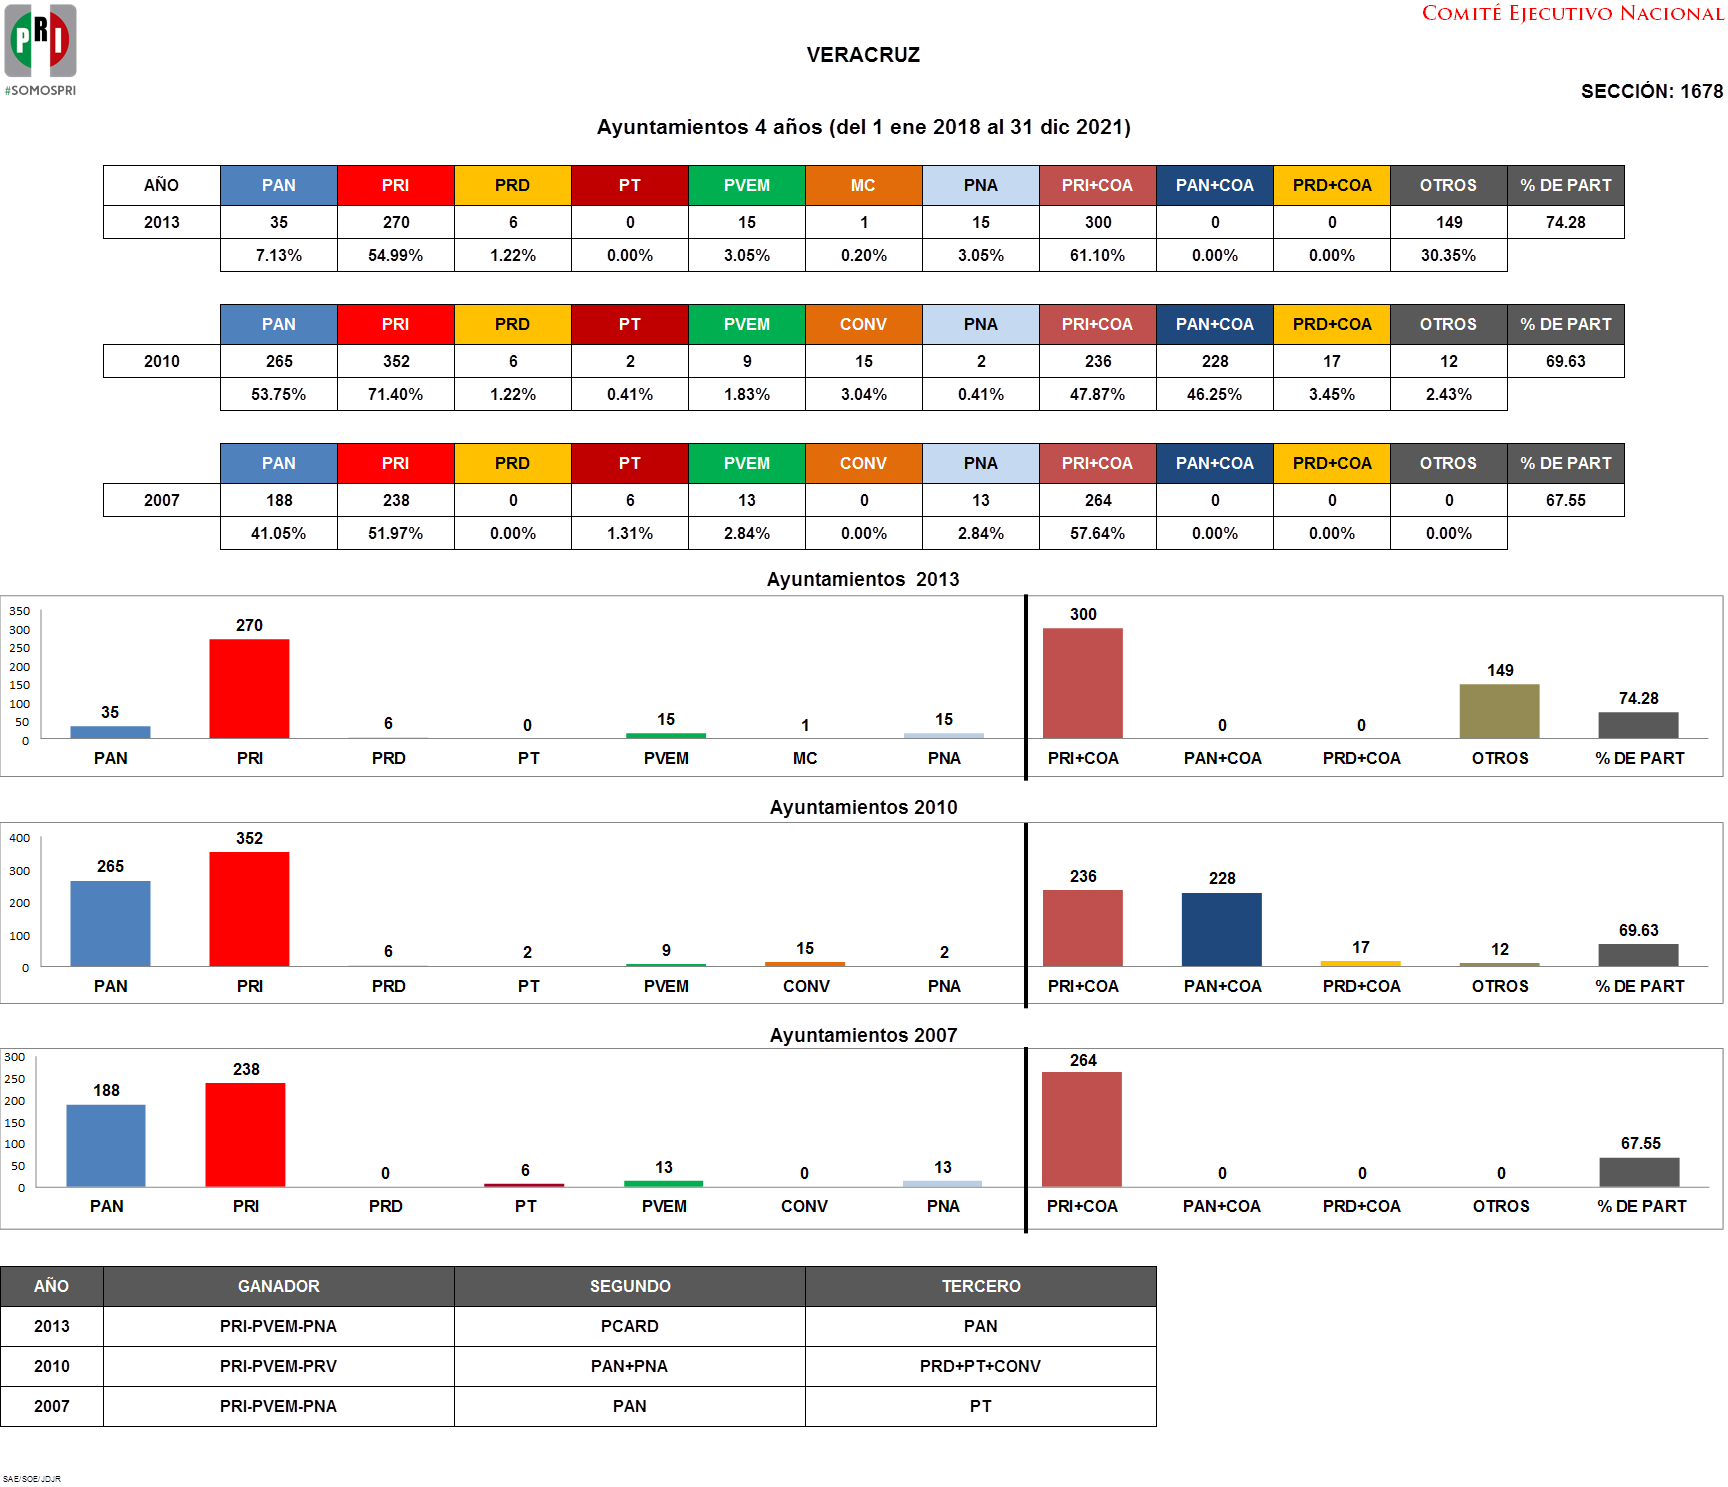 PRI
#SOMOSPRI
COMITÉ EJECUTIVO NACIONAL
VERACRUZ
SECCIÓN: 1678
Ayuntamientos 4 años (del 1 ene 2018 al 31 dic 2021)
AÑO PAN PRI PRD PT PVEM MC PNA PRI+COA PAN+COA PRD+COA OTROS % DE PART
2013 35 270 6 0 15 1 15 300 0 0 149 74.28
7.13% 54.99% 1.22% 0.00% 3.05% 0.20% 3.05% 61.10% 0.00% 0.00% 30.35%
PAN PRI PRD PT PVEM CONV PNA PRI+COA PAN+COA PRD+COA OTROS % DE PART
2010 265 352 6 2 9 15 2 236 228 17 12 69.63
53.75% 71.40% 1.22% 0.41% 1.83% 3.04% 0.41% 47.87% 46.25% 3.45% 2.43%
PAN PRI PRD PT PVEM CONV PNA PRI+COA PAN+COA PRD+COA OTROS % DE PART
2007 188 238 0 6 13 0 13 264 0 0 0 67.55
41.05% 51.97% 0.00% 1.31% 2.84% 0.00% 2.84% 57.64% 0.00% 0.00% 0.00%
Ayuntamientos 2013
350
300
250
200
150
100
50
0
35 270 6 0 15 1 15 300 0 0 149 74.28
PAN PRI PRD PT PVEM MC PNA PRI+COA PAN+COA PRD+COA OTROS % DE PART
Ayuntamientos 2010
400
300
200
100
0
265 352 6 2 9 15 2 236 228 17 12 69.63
PAN PRI PRD PT PVEM CONV PNA PRI+COA PAN+COA PRD+COA OTROS % DE PART
Ayuntamientos 2007
300
250
200
150
100
50
0
188 238 0 6 13 0 13 264 0 0 0 67.55
PAN PRI PRD PT PVEM CONV PNA PRI+COA PAN+COA PRD+COA OTROS % DE PART
AÑO GANADOR SEGUNDO TERCERO
2013 PRI-PVEM-PNA PCARD PAN
2010 PRI-PVEM-PRV PAN+PNA PRD+PT+CONV
2007 PRI-PVEM-PNA PAN PT
SAE/SOE/JDJR